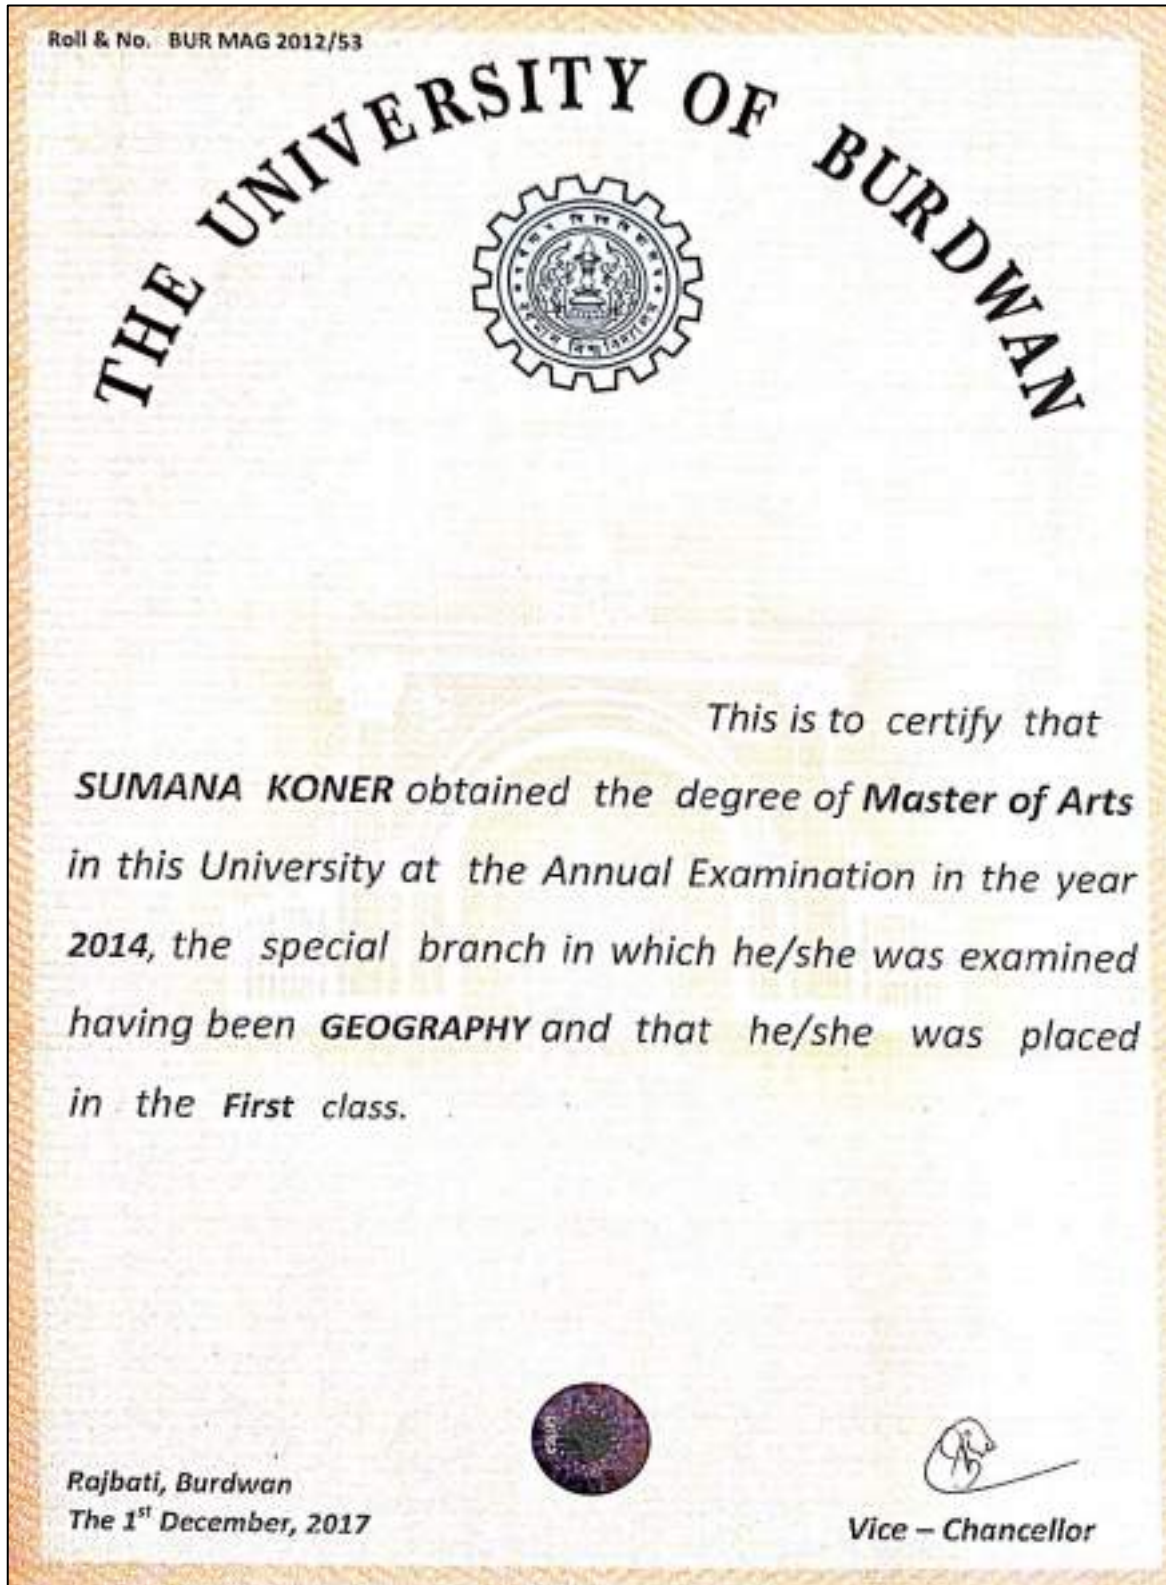 Roll & No. BUR MAG 2012/53
THE UNIVERSITY OF BURDWAN
This is to certify that
SUMANA KONER obtained the degree of Master of Arts
in this University at the Annual Examination in the year
2014, the special branch in which he/she was examined
having been GEOGRAPHY and that he/she was placed
in the First class.
Rajbati, Burdwan
The 1st December, 2017
Vice – Chancellor